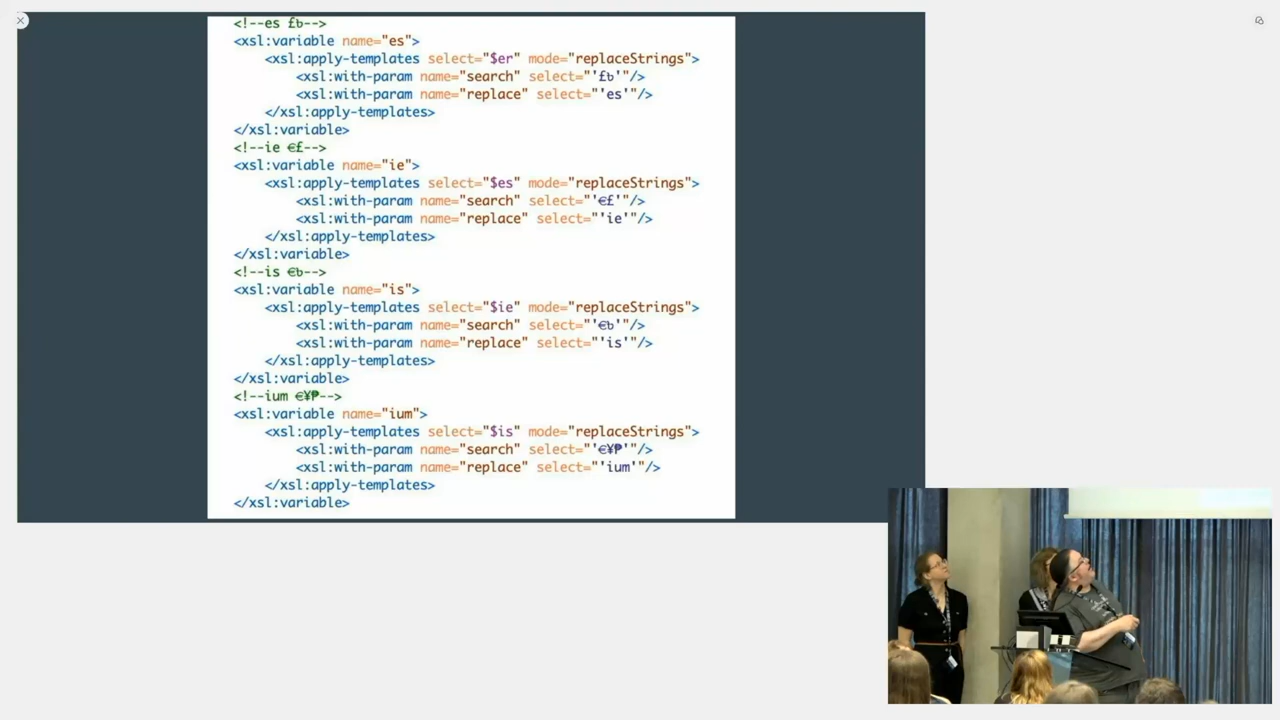 <!--es £ъ-->
<xsl:variable name="es">
<xsl:apply-templates select="$er" mode="replaceStrings">
<xsl:with-param name="search" select="'£ъ'"/>
<xsl:with-param name="replace" select="'es'"/>
</xsl:apply-templates>
</xsl:variable>
<!--ie €£-->
<xsl:variable name="ie">
<xsl:apply-templates select="$es" mode="replaceStrings">
<xsl:with-param name="search" select="'€£'"/>
<xsl:with-param name="replace" select="'ie'"/>
</xsl:apply-templates>
</xsl:variable>
<!--is €ъ-->
<xsl:variable name="is">
<xsl:apply-templates select="$ie" mode="replaceStrings">
<xsl:with-param name="search" select="'€ъ'"/>
<xsl:with-param name="replace" select="'is'"/>
</xsl:apply-templates>
</xsl:variable>
<!--ium €¥₱-->
<xsl:variable name="ium">
<xsl:apply-templates select="$is" mode="replaceStrings">
<xsl:with-param name="search" select="'€¥₱'"/>
<xsl:with-param name="replace" select="'ium'"/>
</xsl:apply-templates>
</xsl:variable>